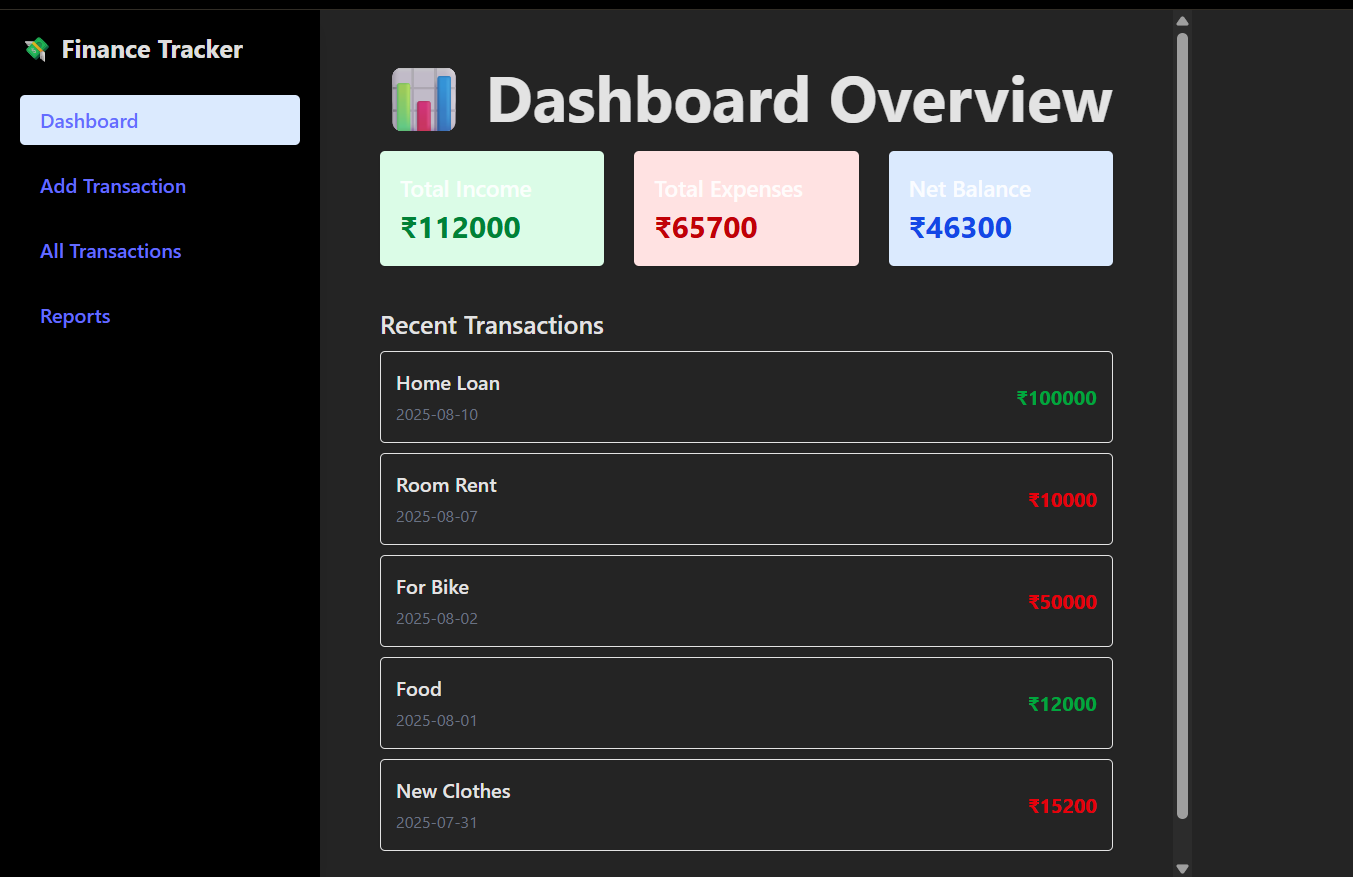 Finance Tracker
Dashboard
Add Transaction
All Transactions
Reports
Dashboard Overview
Total Income
₹112000
Total Expenses
₹65700
Net Balance
₹46300
Recent Transactions
Home Loan
2025-08-10
₹100000
Room Rent
2025-08-07
₹10000
For Bike
2025-08-02
₹50000
Food
2025-08-01
₹12000
New Clothes
2025-07-31
₹15200